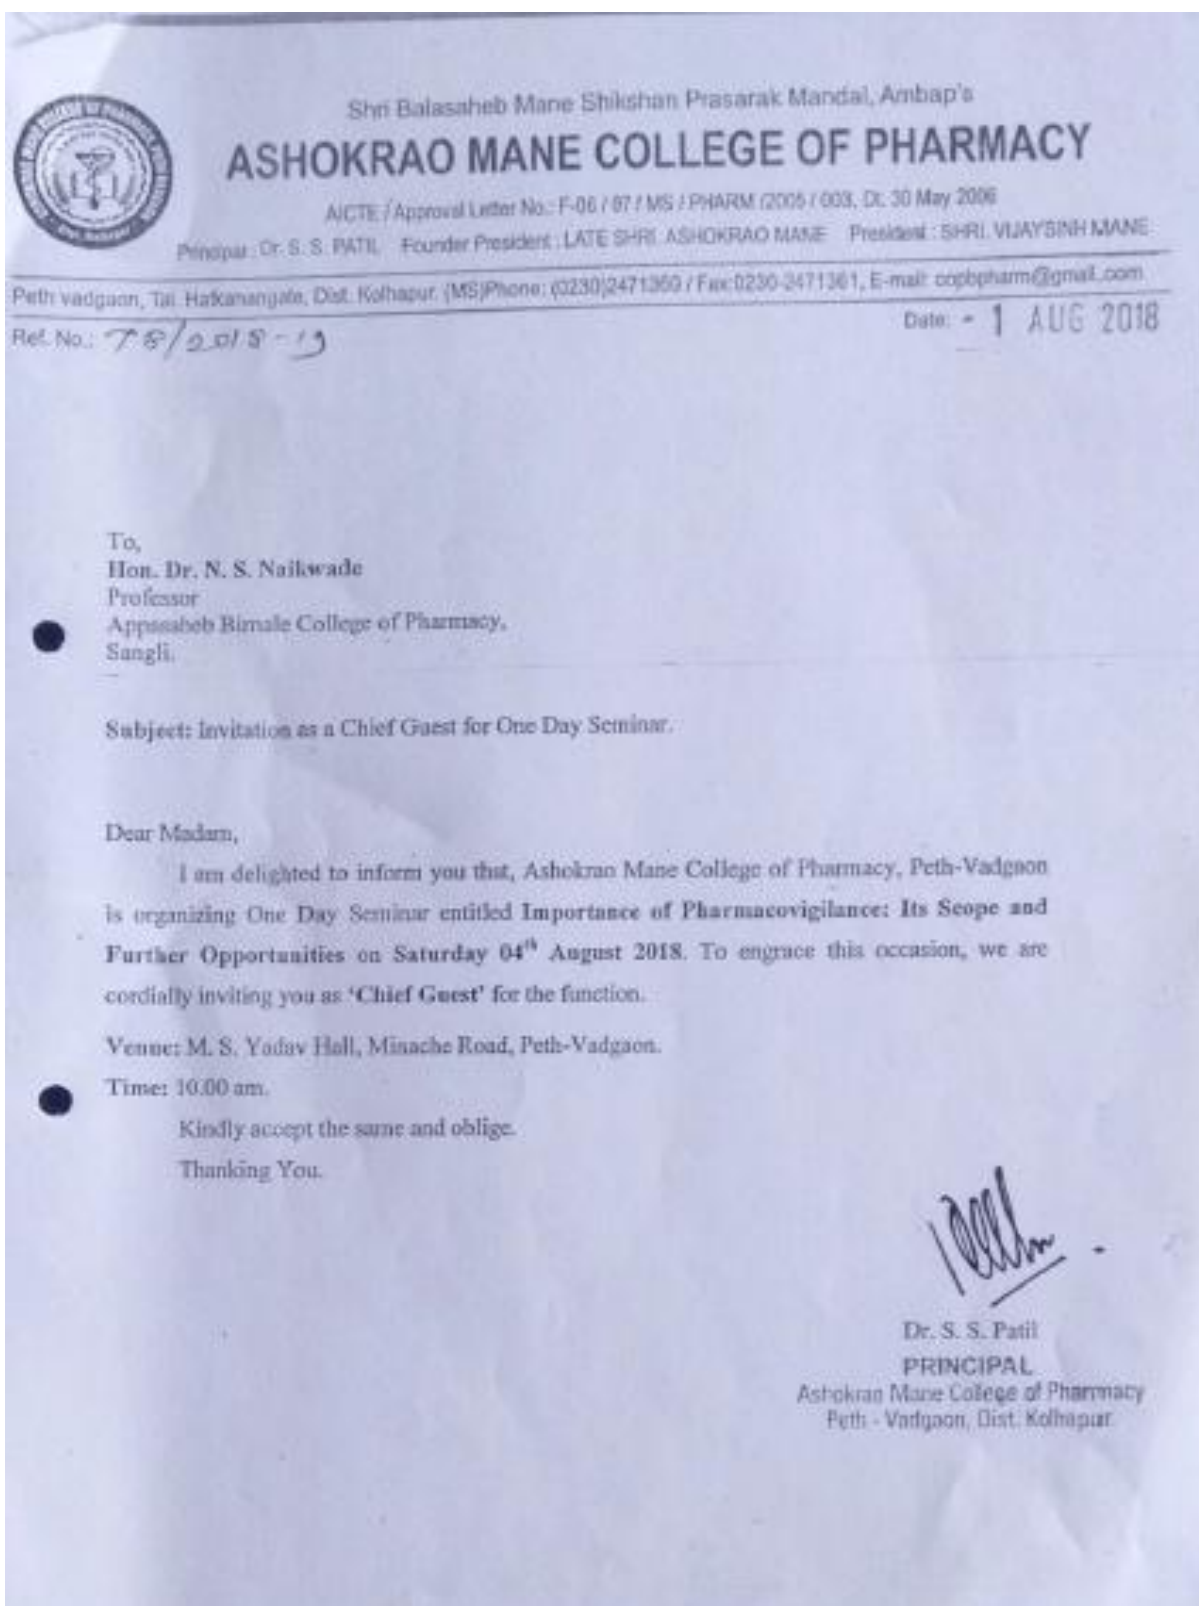 Shri Balasaheb Mane Shikshan Prasarak Mandal, Ambap's
ASHOKRAO MANE COLLEGE OF PHARMACY
AICTE / Approval Letter No.: F-06 / 07 / MS / PHARM /2005 / 003, Dt. 30 May 2006
Principal : Dr. S. S. PATIL Founder President : LATE SHRI. ASHOKRAO MANE President : SHRI. VIJAYSINH MANE
Peth vadgaon, Tal. Hatkanangale, Dist. Kolhapur. (MS)Phone: (0230)2471360 / Fax:0230-2471361, E-mail: copbpharm@gmail.com
Ref. No.: 78/2018-19
Date: - 1 AUG 2018
To,
Hon. Dr. N. S. Naikwade
Professor
Appasaheb Birnale College of Pharmacy,
Sangli.
Subject: Invitation as a Chief Guest for One Day Seminar.
Dear Madam,
I am delighted to inform you that, Ashokrao Mane College of Pharmacy, Peth-Vadgaon
is organizing One Day Seminar entitled Importance of Pharmacovigilance: Its Scope and
Further Opportunities on Saturday 04th August 2018. To engrace this occasion, we are
cordially inviting you as 'Chief Guest' for the function.
Venue: M. S. Yadav Hall, Minache Road, Peth-Vadgaon.
Time: 10.00 am.
Kindly accept the same and oblige.
Thanking You.
Dr. S. S. Patil
PRINCIPAL
Ashokrao Mane College of Pharmacy
Peth - Vadgaon, Dist. Kolhapur